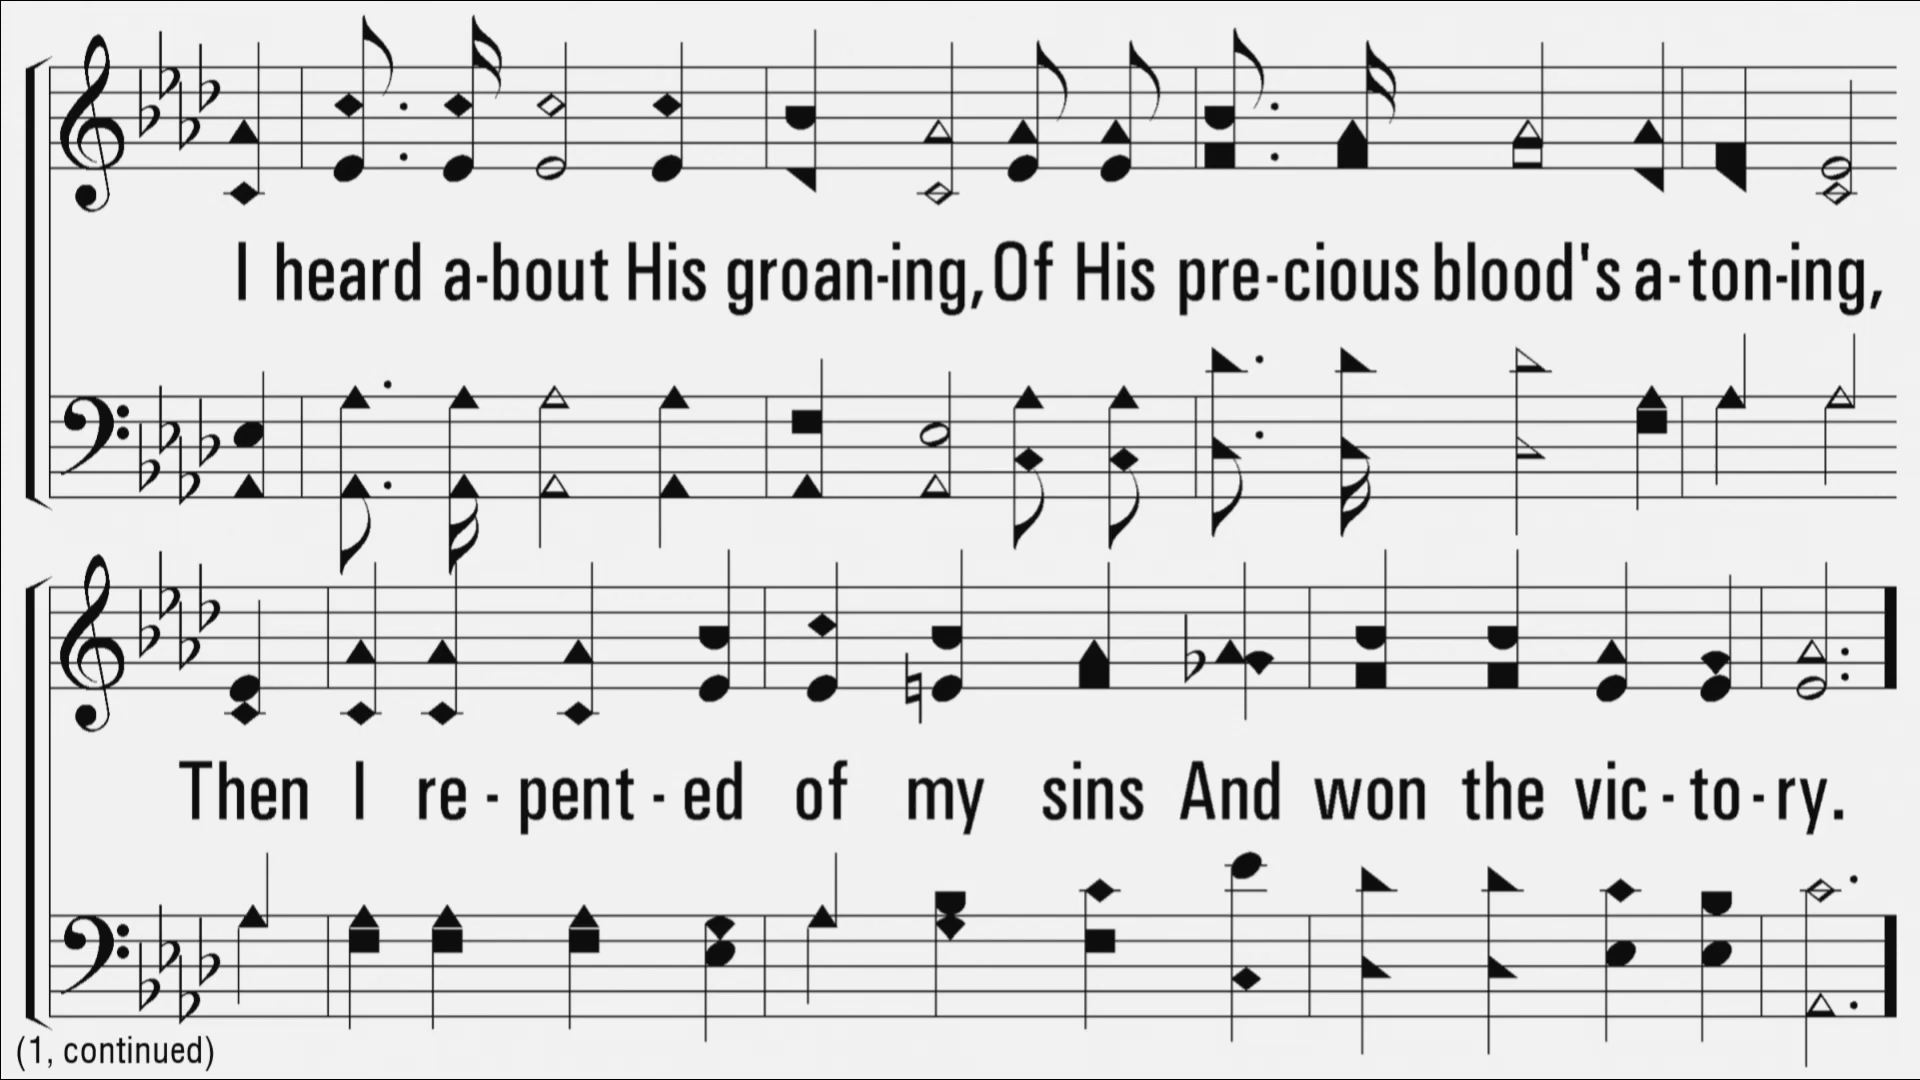 I heard a-bout His groan-ing, Of His pre-cious blood's a-ton-ing,
Then I re-pent-ed of my sins And won the vic-to-ry.
(1, continued)